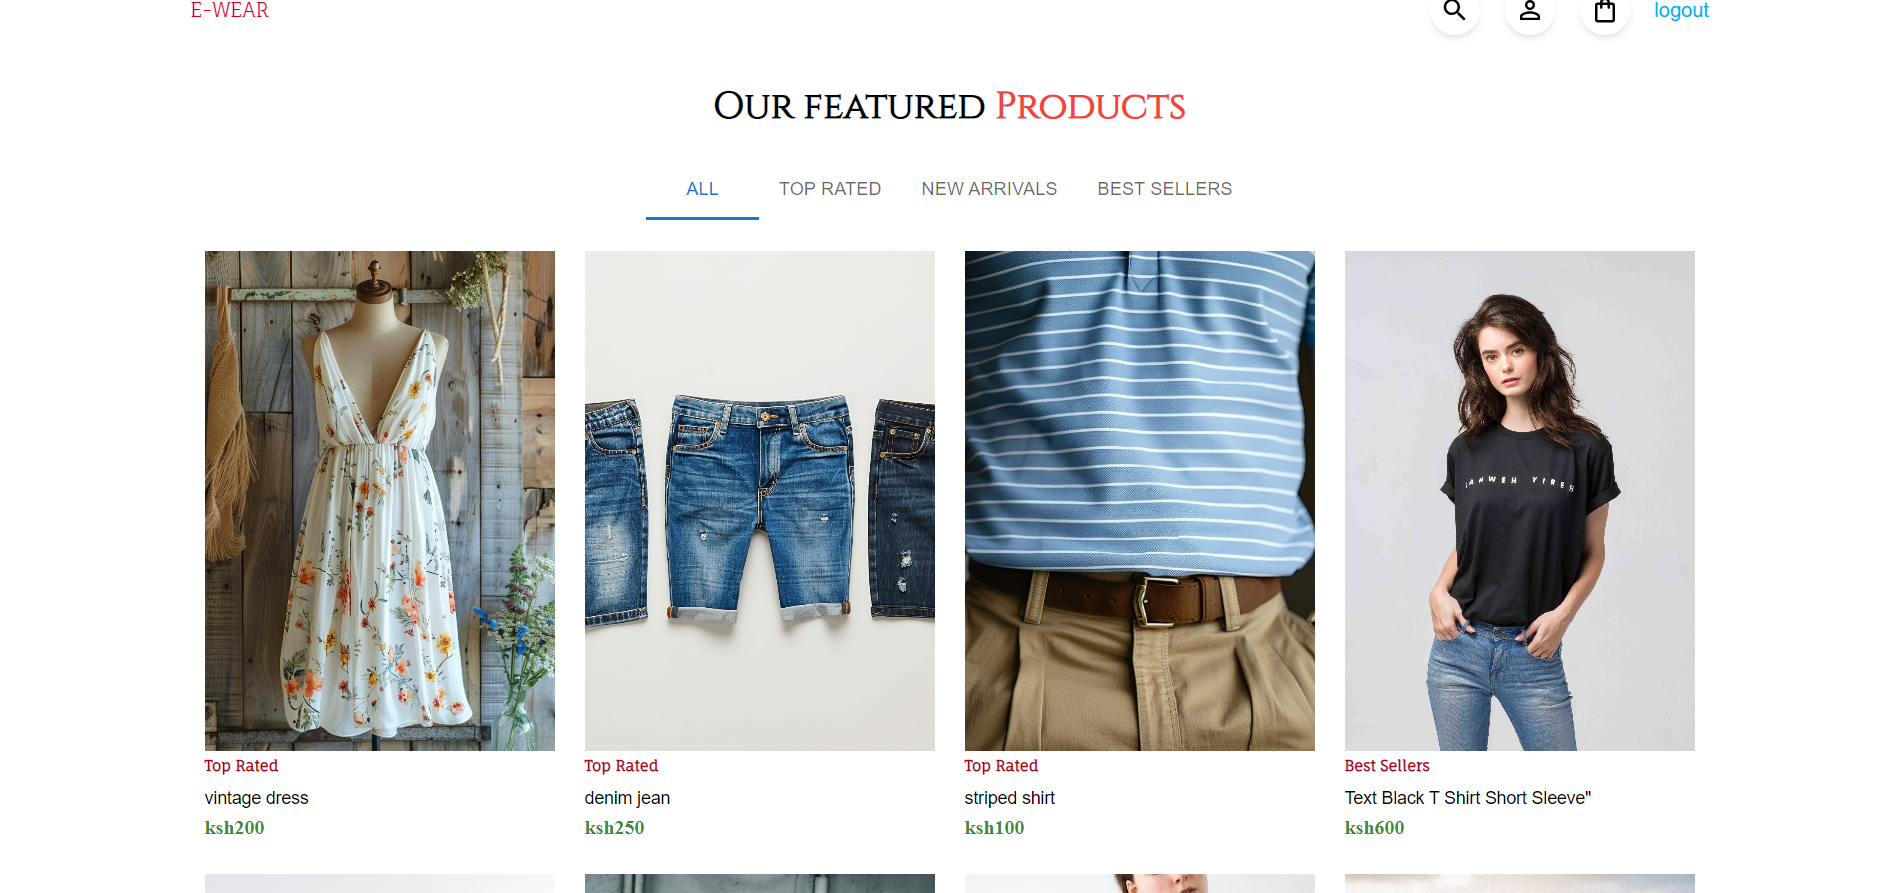 E-WEAR
logout
Our featured Products
ALL
TOP RATED
NEW ARRIVALS
BEST SELLERS
Top Rated
vintage dress
ksh200
Top Rated
denim jean
ksh250
Top Rated
striped shirt
ksh100
YIREH
Best Sellers
Text Black T Shirt Short Sleeve"
ksh600